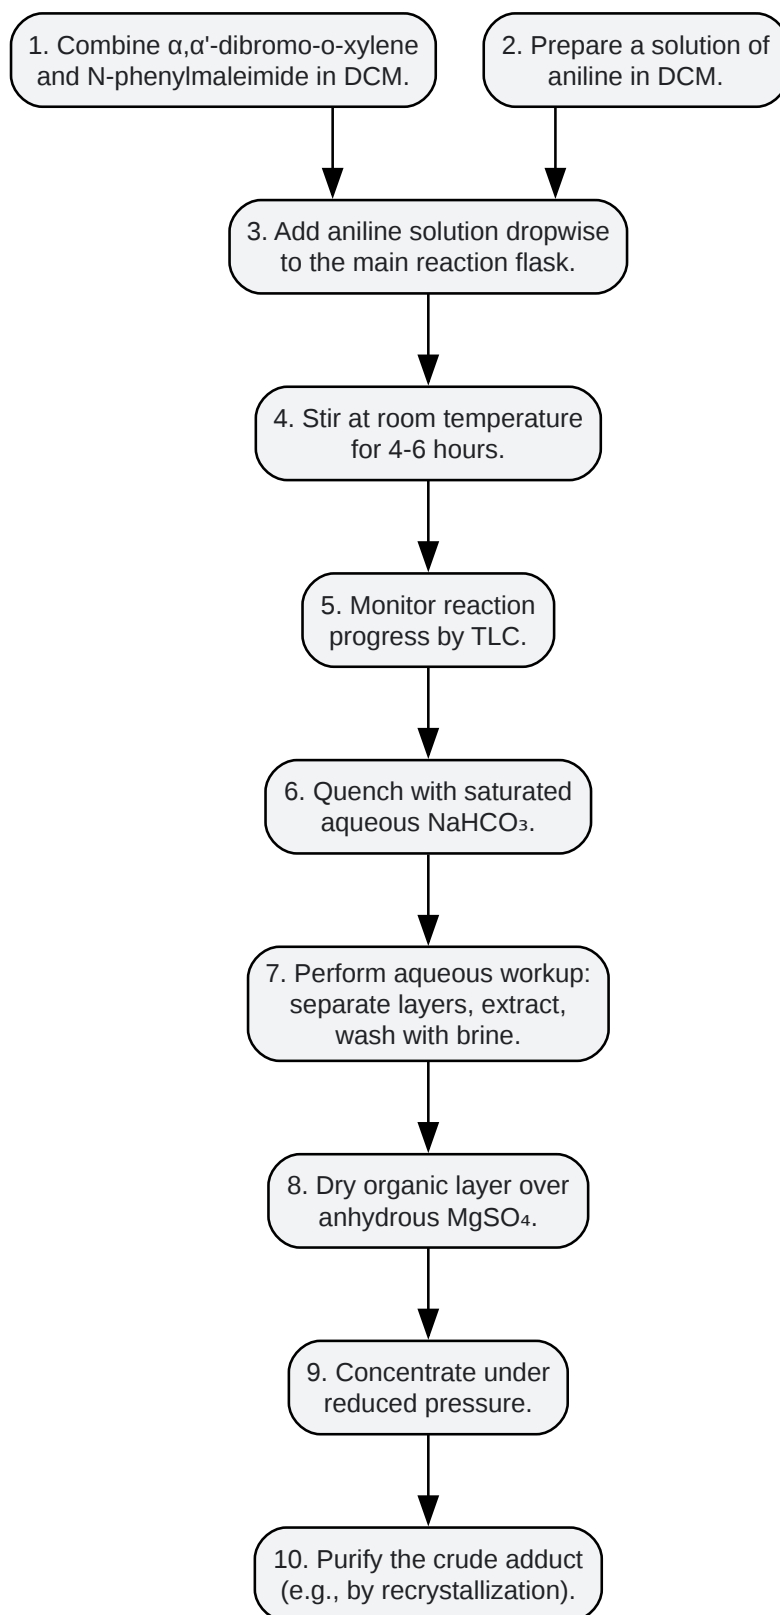 1. Combine α,α'-dibromo-o-xylene
and N-phenylmaleimide in DCM.
2. Prepare a solution of
aniline in DCM.
3. Add aniline solution dropwise
to the main reaction flask.
4. Stir at room temperature
for 4-6 hours.
5. Monitor reaction
progress by TLC.
6. Quench with saturated
aqueous NaHCO₃.
7. Perform aqueous workup:
separate layers, extract,
wash with brine.
8. Dry organic layer over
anhydrous MgSO₄.
9. Concentrate under
reduced pressure.
10. Purify the crude adduct
(e.g., by recrystallization).